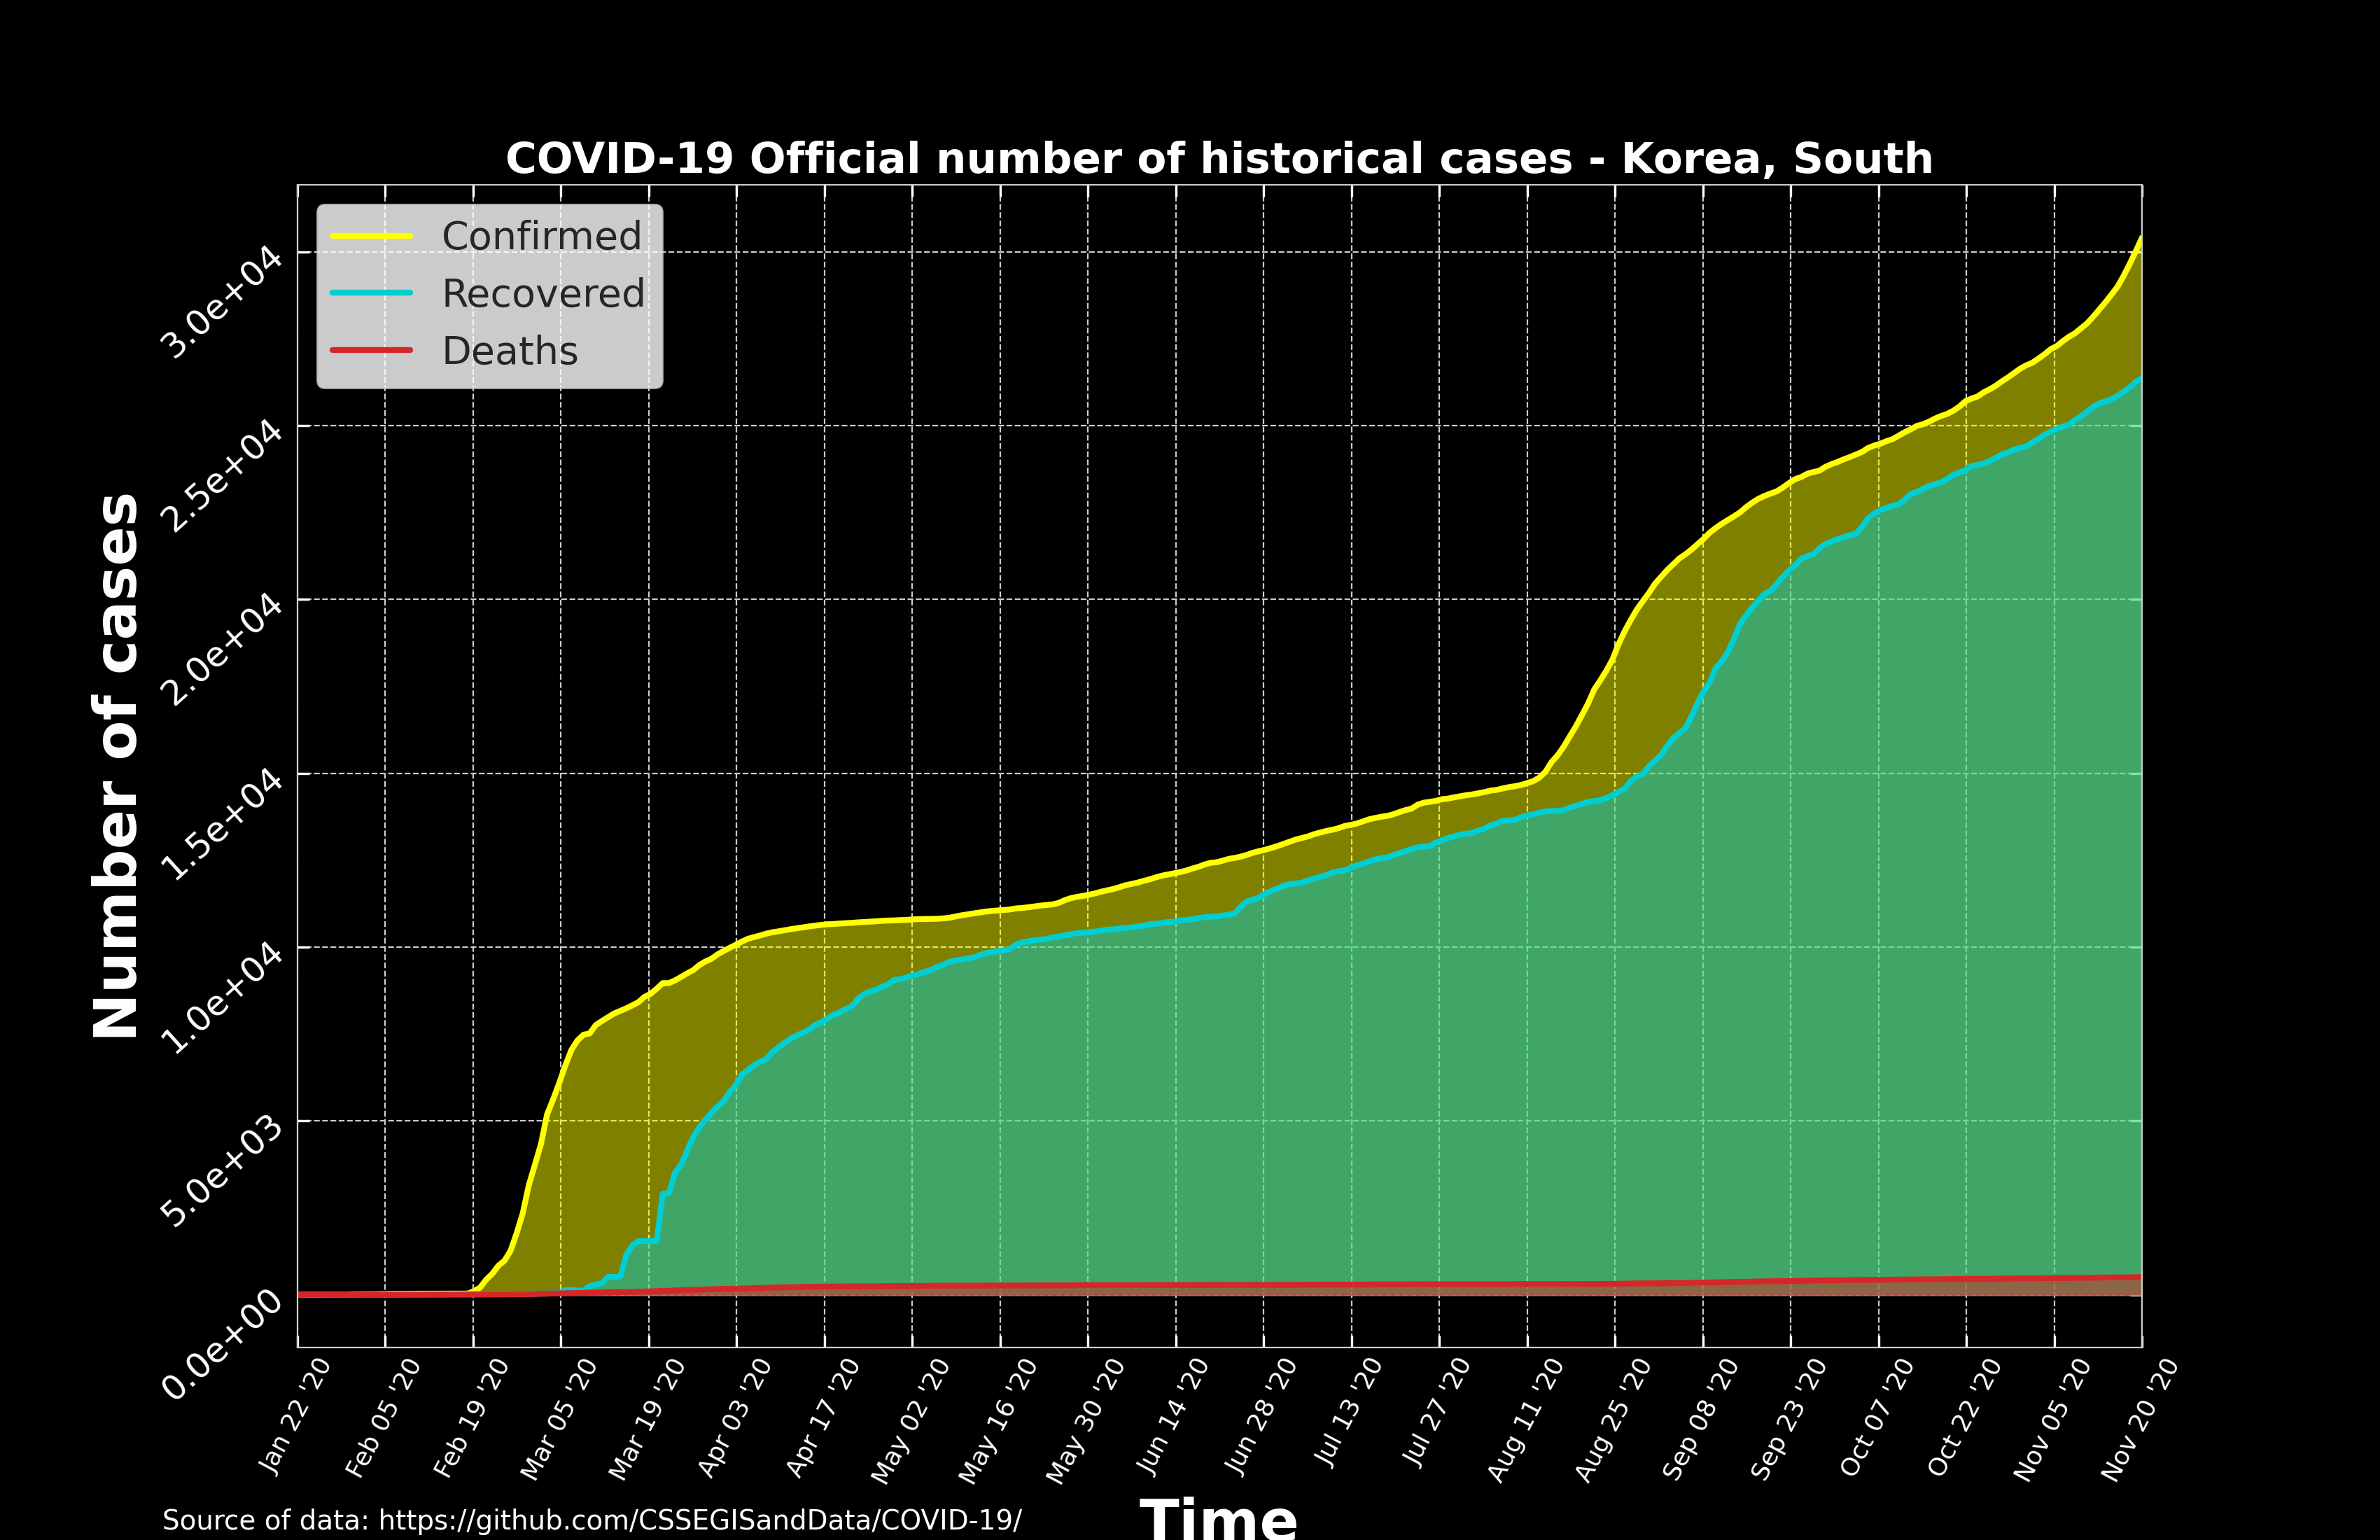 COVID-19 Official number of historical cases - Korea, South
Confirmed
Recovered
Deaths
Number of cases
3.0e+04
2.5e+04
2.0e+04
1.5e+04
1.0e+04
5.0e+03
0.0e+00
Jan 22 '20
Feb 05 '20
Feb 19 '20
Mar 05 '20
Mar 19 '20
Apr 03 '20
Apr 17 '20
May 02 '20
May 16 '20
May 30 '20
Jun 14 '20
Jun 28 '20
Jul 13 '20
Jul 27 '20
Aug 11 '20
Aug 25 '20
Sep 08 '20
Sep 23 '20
Oct 07 '20
Oct 22 '20
Nov 05 '20
Nov 20 '20
Time
Source of data: https://github.com/CSSEGISandData/COVID-19/